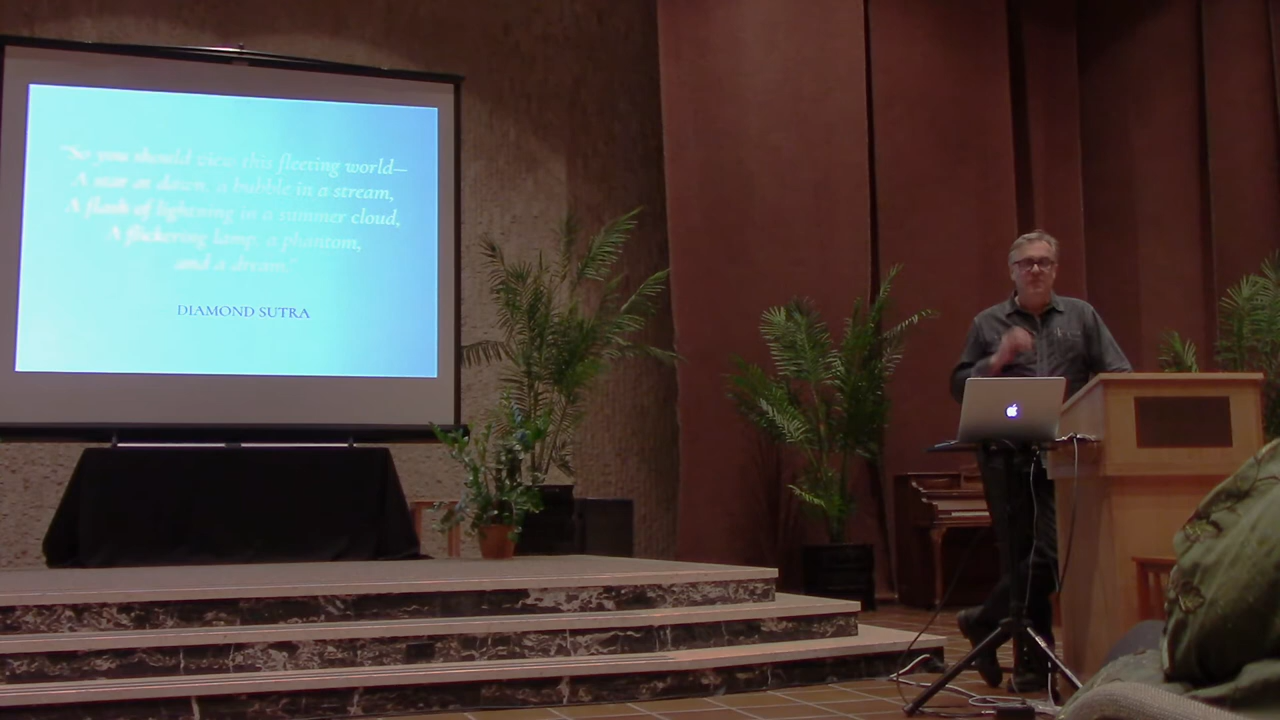 "So you should view this fleeting world—
A star at dawn, a bubble in a stream,
A flash of lightning in a summer cloud,
A flickering lamp, a phantom,
and a dream."
DIAMOND SUTRA